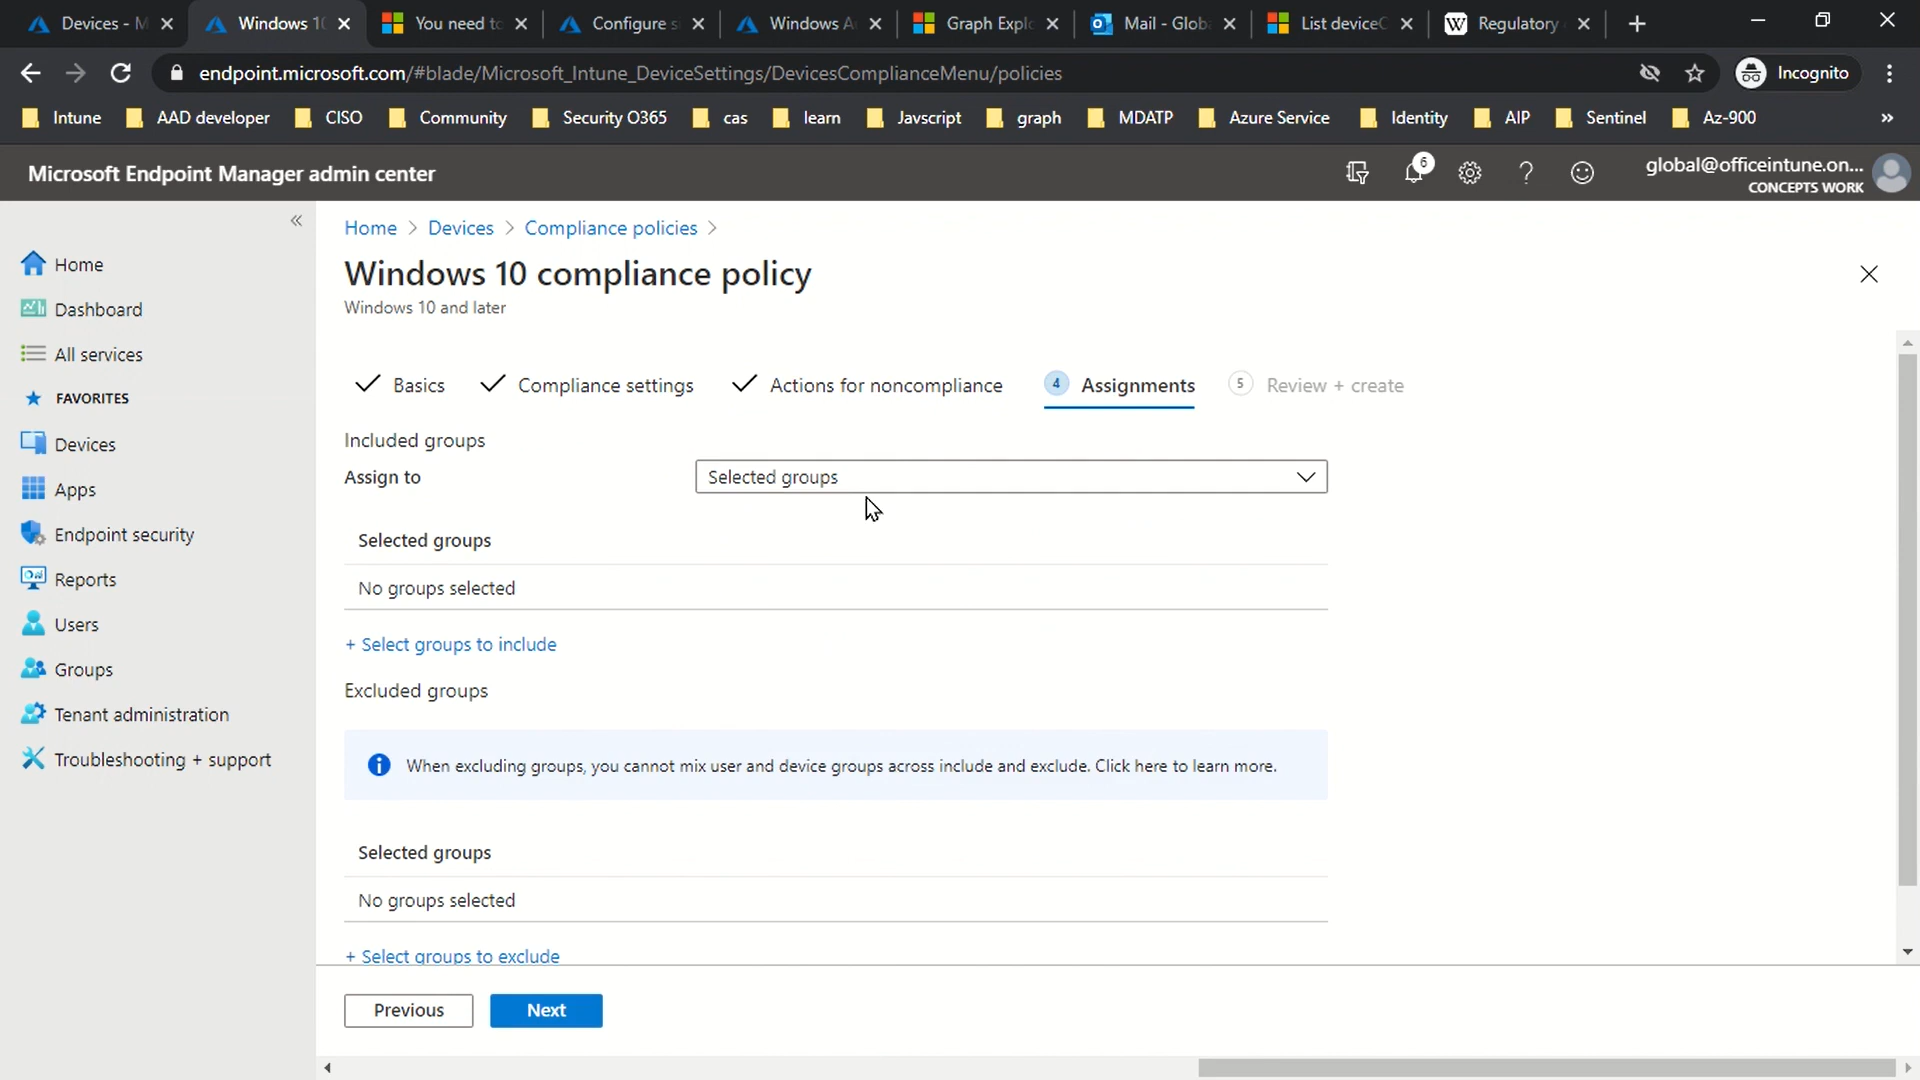 Devices - M
Windows 10
You need to
Configure s
Windows A
Graph Expl
Mail - Glob
List deviceC
Regulatory
endpoint.microsoft.com/#blade/Microsoft_Intune_DeviceSettings/DevicesComplianceMenu/policies
Incognito
Intune
AAD developer
CISO
Community
Security O365
cas
learn
Javscript
graph
MDATP
Azure Service
Identity
AIP
Sentinel
Az-900
»
Microsoft Endpoint Manager admin center
6
global@officeintune.on...
CONCEPTS WORK
«
Home
Dashboard
All services
FAVORITES
Devices
Apps
Endpoint security
Reports
Users
Groups
Tenant administration
Troubleshooting + support
Home > Devices > Compliance policies >
Windows 10 compliance policy
Windows 10 and later
Basics
Compliance settings
Actions for noncompliance
4 Assignments
5 Review + create
Included groups
Assign to
Selected groups
Selected groups
No groups selected
+ Select groups to include
Excluded groups
When excluding groups, you cannot mix user and device groups across include and exclude. Click here to learn more.
Selected groups
No groups selected
+ Select groups to exclude
Previous
Next